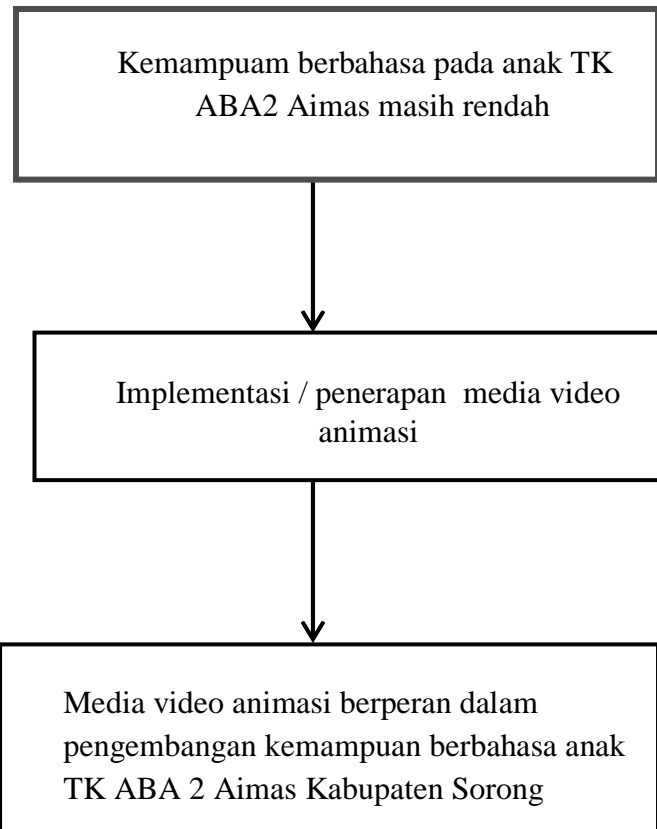 Kemampuam berbahasa pada anak TK
ABA2 Aimas masih rendah
Implementasi / penerapan media video
animasi
Media video animasi berperan dalam
pengembangan kemampuan berbahasa anak
TK ABA 2 Aimas Kabupaten Sorong